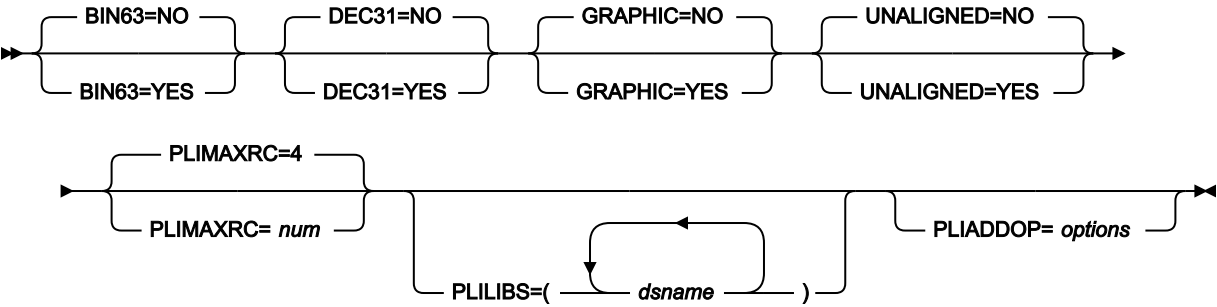 BIN63=NO DEC31=NO GRAPHIC=NO UNALIGNED=NO
BIN63=YES DEC31=YES GRAPHIC=YES UNALIGNED=YES
PLIMAXRC=4
PLIMAXRC= num PLIADDOP= options
PLILIBS=( dsname )